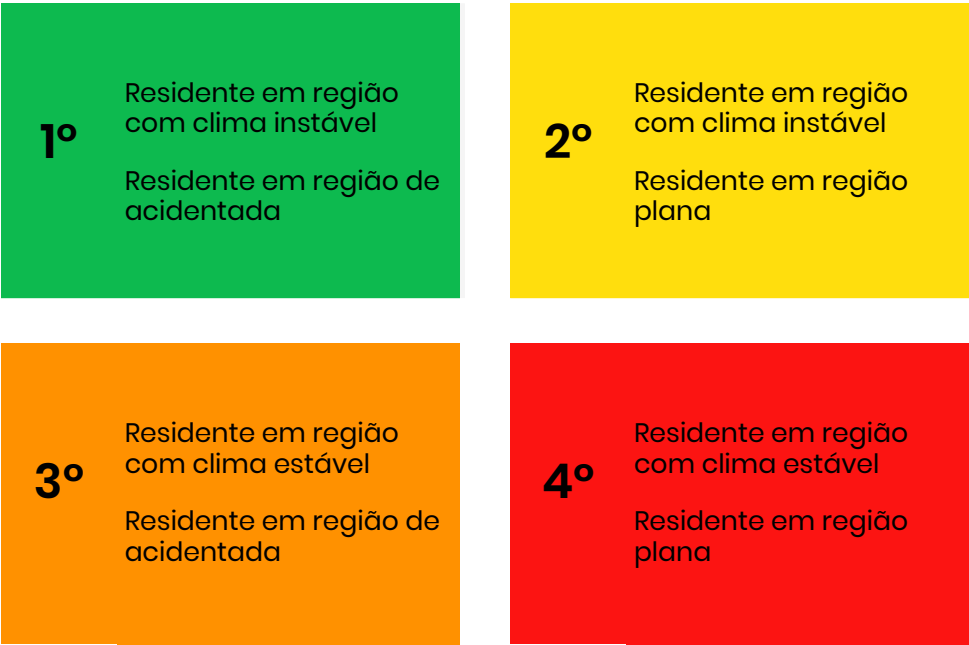 1º
Residente em região
com clima instável
Residente em região de
acidentada
2º
Residente em região
com clima instável
Residente em região
plana
3º
Residente em região
com clima estável
Residente em região de
acidentada
4º
Residente em região
com clima estável
Residente em região
plana